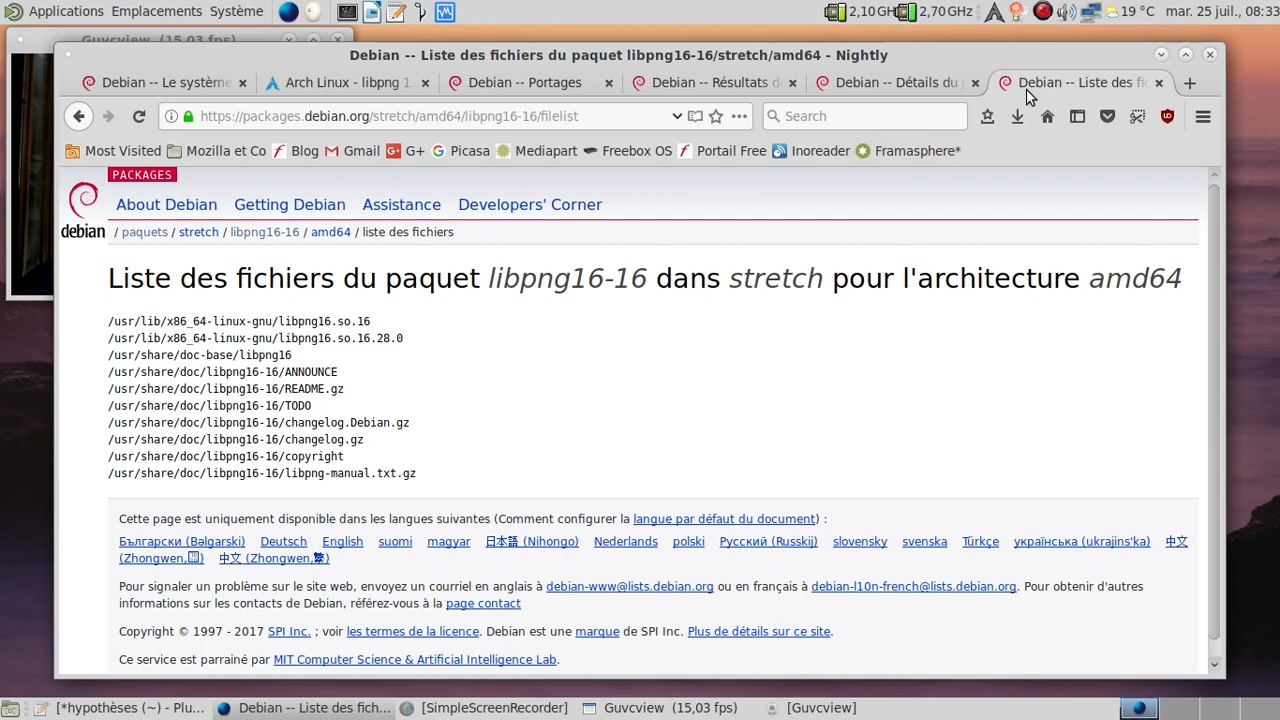 Applications Emplacements Système 2,10GHz 2,70 GHz 19 °C mar. 25 juil., 08:33
Guvcview (15,03 fps)
Debian -- Liste des fichiers du paquet libpng16-16/stretch/amd64 - Nightly
Debian -- Le système Arch Linux - libpng 1. Debian -- Portages Debian -- Résultats d Debian -- Détails du p Debian -- Liste des fic
https://packages.debian.org/stretch/amd64/libpng16-16/filelist Search
Most Visited Mozilla et Co Blog Gmail G+ Picasa Mediapart Freebox OS Portail Free Inoreader Framasphere*
PACKAGES
debian
About Debian Getting Debian Assistance Developers' Corner
/ paquets / stretch / libpng16-16 / amd64 / liste des fichiers
Liste des fichiers du paquet libpng16-16 dans stretch pour l'architecture amd64
/usr/lib/x86_64-linux-gnu/libpng16.so.16
/usr/lib/x86_64-linux-gnu/libpng16.so.16.28.0
/usr/share/doc-base/libpng16
/usr/share/doc/libpng16-16/ANNOUNCE
/usr/share/doc/libpng16-16/README.gz
/usr/share/doc/libpng16-16/TODO
/usr/share/doc/libpng16-16/changelog.Debian.gz
/usr/share/doc/libpng16-16/changelog.gz
/usr/share/doc/libpng16-16/copyright
/usr/share/doc/libpng16-16/libpng-manual.txt.gz
Cette page est uniquement disponible dans les langues suivantes (Comment configurer la langue par défaut du document) :
Български (Bəlgarski) Deutsch English suomi magyar 日本語 (Nihongo) Nederlands polski Русский (Russkij) slovensky svenska Türkçe українська (ukrajins'ka) 中文
(Zhongwen,简) 中文 (Zhongwen,繁)
Pour signaler un problème sur le site web, envoyez un courriel en anglais à debian-www@lists.debian.org ou en français à debian-l10n-french@lists.debian.org. Pour obtenir d'autres
informations sur les contacts de Debian, référez-vous à la page contact
Copyright © 1997 - 2017 SPI Inc. ; voir les termes de la licence. Debian est une marque de SPI Inc. Plus de détails sur ce site.
Ce service est parrainé par MIT Computer Science & Artificial Intelligence Lab.
[*hypothèses (~) - Plu... Debian -- Liste des fich... [SimpleScreenRecorder] Guvcview (15,03 fps) [Guvcview]